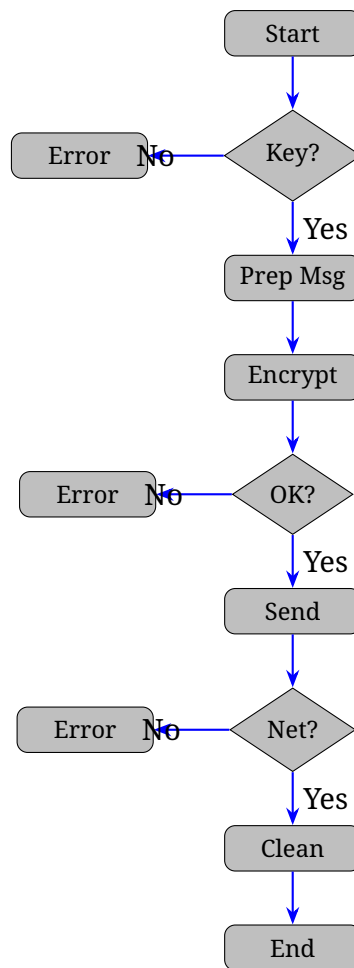 Start
Key?
No
Error
Yes
Prep Msg
Encrypt
OK?
No
Error
Yes
Send
Net?
No
Error
Yes
Clean
End